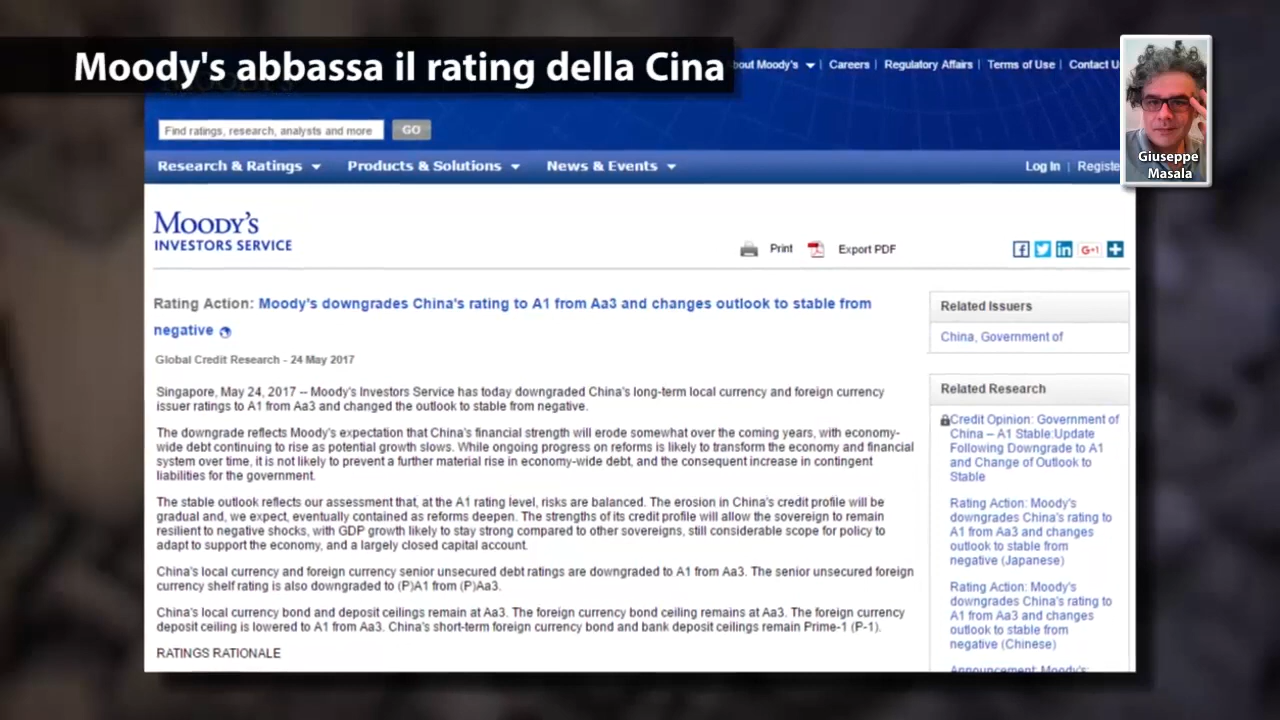 Moody's abbassa il rating della Cina
out Moody's | Careers | Regulatory Affairs | Terms of Use | Contact U
Giuseppe
Masala
Find ratings, research, analysts and more GO
Research & Ratings Products & Solutions News & Events Log In | Registe
MOODY'S
INVESTORS SERVICE
Print Export PDF G+1
Rating Action: Moody's downgrades China's rating to A1 from Aa3 and changes outlook to stable from
negative
Global Credit Research - 24 May 2017
Singapore, May 24, 2017 -- Moody's Investors Service has today downgraded China's long-term local currency and foreign currency
issuer ratings to A1 from Aa3 and changed the outlook to stable from negative.
The downgrade reflects Moody's expectation that China's financial strength will erode somewhat over the coming years, with economy-
wide debt continuing to rise as potential growth slows. While ongoing progress on reforms is likely to transform the economy and financial
system over time, it is not likely to prevent a further material rise in economy-wide debt, and the consequent increase in contingent
liabilities for the government.
The stable outlook reflects our assessment that, at the A1 rating level, risks are balanced. The erosion in China's credit profile will be
gradual and, we expect, eventually contained as reforms deepen. The strengths of its credit profile will allow the sovereign to remain
resilient to negative shocks, with GDP growth likely to stay strong compared to other sovereigns, still considerable scope for policy to
adapt to support the economy, and a largely closed capital account.
China's local currency and foreign currency senior unsecured debt ratings are downgraded to A1 from Aa3. The senior unsecured foreign
currency shelf rating is also downgraded to (P)A1 from (P)Aa3.
China's local currency bond and deposit ceilings remain at Aa3. The foreign currency bond ceiling remains at Aa3. The foreign currency
deposit ceiling is lowered to A1 from Aa3. China's short-term foreign currency bond and bank deposit ceilings remain Prime-1 (P-1).
RATINGS RATIONALE
Related Issuers
China, Government of
Related Research
Credit Opinion: Government of
China – A1 Stable:Update
Following Downgrade to A1
and Change of Outlook to
Stable
Rating Action: Moody's
downgrades China's rating to
A1 from Aa3 and changes
outlook to stable from
negative (Japanese)
Rating Action: Moody's
downgrades China's rating to
A1 from Aa3 and changes
outlook to stable from
negative (Chinese)
Announcement: Moody's: